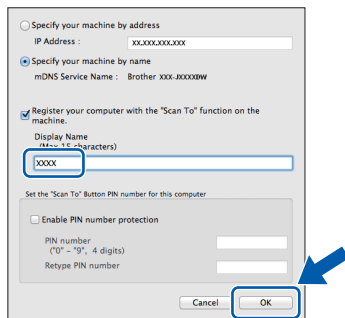 Specify your machine by address
IP Address : XX.XXX.XXX.XXX
Specify your machine by name
mDNS Service Name : Brother XXX-JXXXXDW
Register your computer with the "Scan To" function on the
machine.
Display Name
(Max 15 characters)
XXXX
Set the "Scan To" Button PIN number for this computer
Enable PIN number protection
PIN number
("0" – "9", 4 digits)
Retype PIN number
Cancel OK